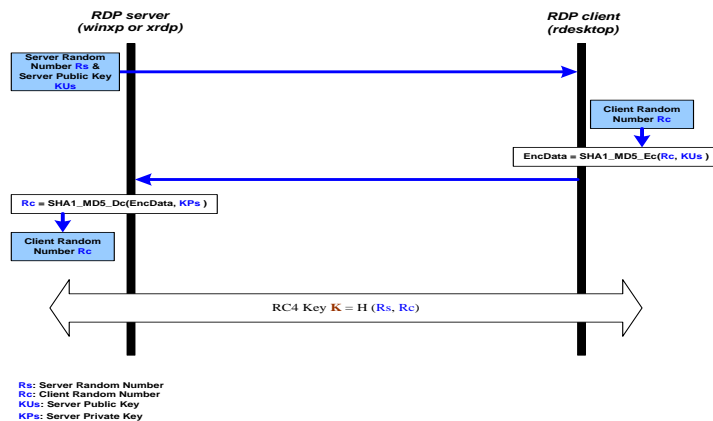 RDP server
(winxp or xrdp)
RDP client
(rdesktop)
Server Random
Number Rs &
Server Public Key
KUs
Client Random
Number Rc
EncData = SHA1_MD5_Ec(Rc, KUs )
Rc = SHA1_MD5_Dc(EncData, KPs )
Client Random
Number Rc
RC4 Key K = H (Rs, Rc)
Rs: Server Random Number
Rc: Client Random Number
KUs: Server Public Key
KPs: Server Private Key